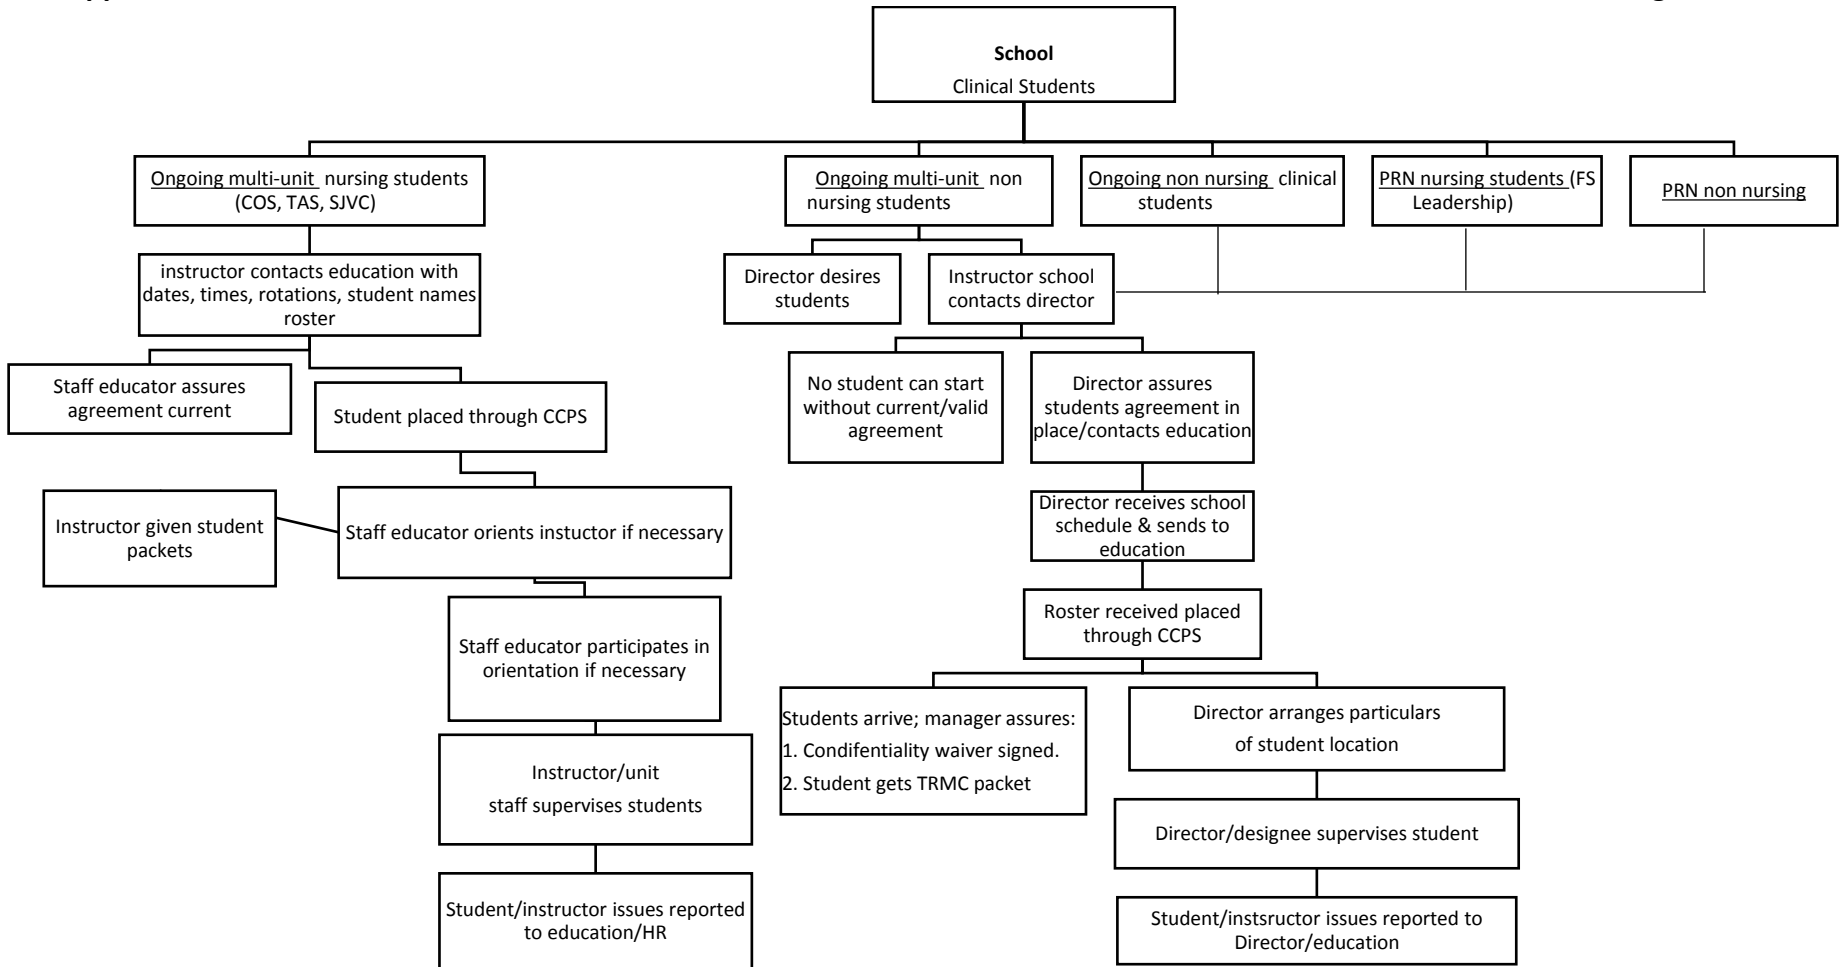 School
Clinical Students
Ongoing multi-unit nursing students
(COS, TAS, SJVC)
Ongoing multi-unit non
nursing students
Ongoing non nursing clinical
students
PRN nursing students (FS
Leadership)
PRN non nursing
instructor contacts education with
dates, times, rotations, student names
roster
Director desires
students
Instructor school
contacts director
Staff educator assures
agreement current
Student placed through CCPS
No student can start
without current/valid
agreement
Director assures
students agreement in
place/contacts education
Instructor given student
packets
Staff educator orients instuctor if necessary
Director receives school
schedule & sends to
education
Staff educator participates in
orientation if necessary
Roster received placed
through CCPS
Students arrive; manager assures:
1. Condifentiality waiver signed.
2. Student gets TRMC packet
Director arranges particulars
of student location
Instructor/unit
staff supervises students
Director/designee supervises student
Student/instructor issues reported
to education/HR
Student/instsructor issues reported to
Director/education